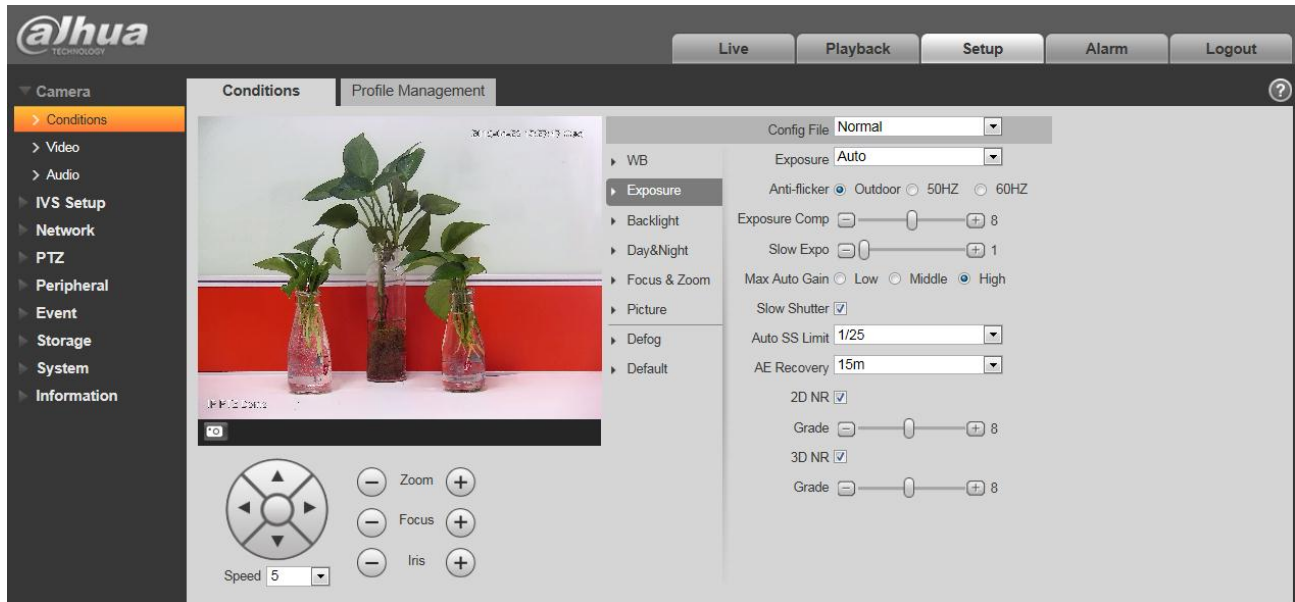 alhua
TECHNOLOGY
Live
Playback
Setup
Alarm
Logout
Camera
Conditions
Video
Audio
IVS Setup
Network
PTZ
Peripheral
Event
Storage
System
Information
Conditions
Profile Management
?
WB
Exposure
Backlight
Day&Night
Focus & Zoom
Picture
Defog
Default
Config File Normal
Exposure Auto
Anti-flicker Outdoor 50HZ 60HZ
Exposure Comp 8
Slow Expo 1
Max Auto Gain Low Middle High
Slow Shutter
Auto SS Limit 1/25
AE Recovery 15m
2D NR
Grade 8
3D NR
Grade 8
Zoom
Focus
Iris
Speed 5